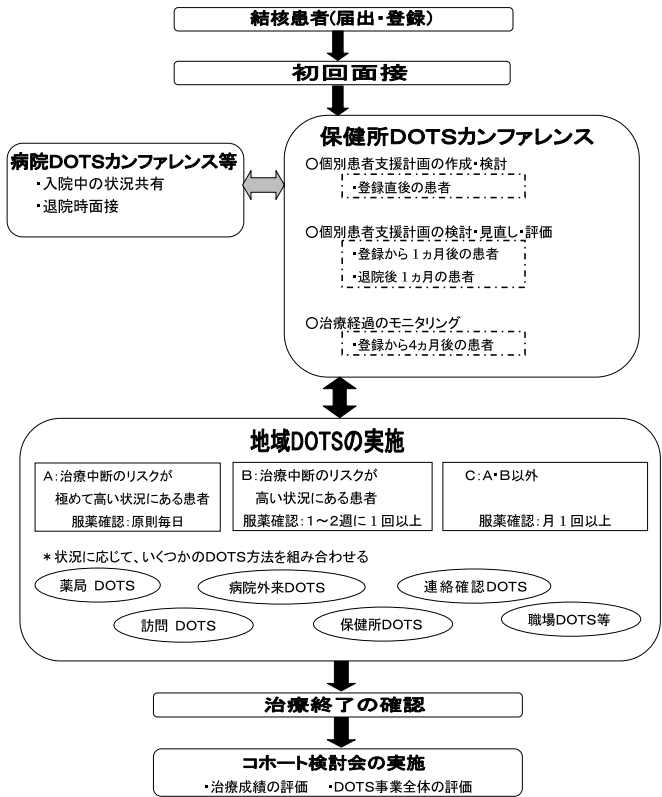 結核患者(届出・登録)
初回面接
病院DOTSカンファレンス等
・入院中の状況共有
・退院時面接
保健所DOTSカンファレンス
○個別患者支援計画の作成・検討
・登録直後の患者
○個別患者支援計画の検討・見直し・評価
・登録から１ヵ月後の患者
・退院後１ヵ月の患者
○治療経過のモニタリング
・登録から4ヵ月後の患者
地域DOTSの実施
A：治療中断のリスクが
極めて高い状況にある患者
服薬確認：原則毎日
B：治療中断のリスクが
高い状況にある患者
服薬確認：１～２週に１回以上
C：A・B以外
服薬確認：月１回以上
＊状況に応じて、いくつかのDOTS方法を組み合わせる
薬局 DOTS
病院外来DOTS
連絡確認DOTS
訪問 DOTS
保健所DOTS
職場DOTS等
治療終了の確認
コホート検討会の実施
・治療成績の評価 ・DOTS事業全体の評価